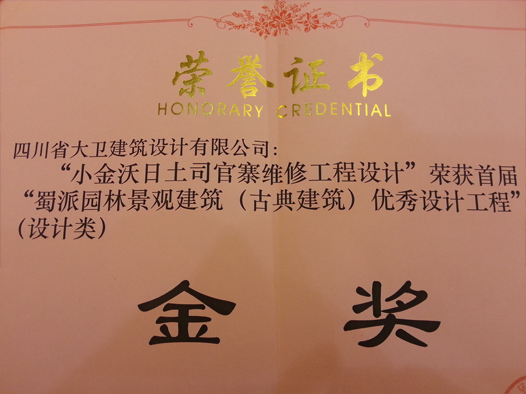 荣誉证书
HONORARY CREDENTIAL
四川省大卫建筑设计有限公司：
“小金沃日土司官寨维修工程设计”荣获首届
“蜀派园林景观建筑（古典建筑）优秀设计工程”
（设计类）
金 奖